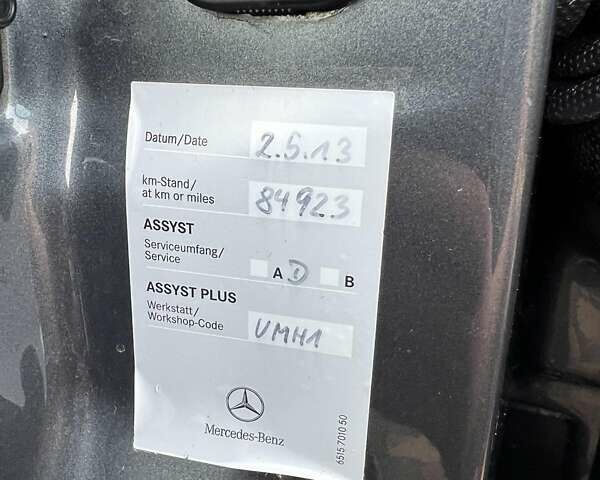 Datum/Date 2.5.13
km-Stand/
at km or miles 84923
ASSYST
Serviceumfang/
Service A D B
ASSYST PLUS
Werkstatt/
Workshop-Code VMH1
Mercedes-Benz
6515 7010 50